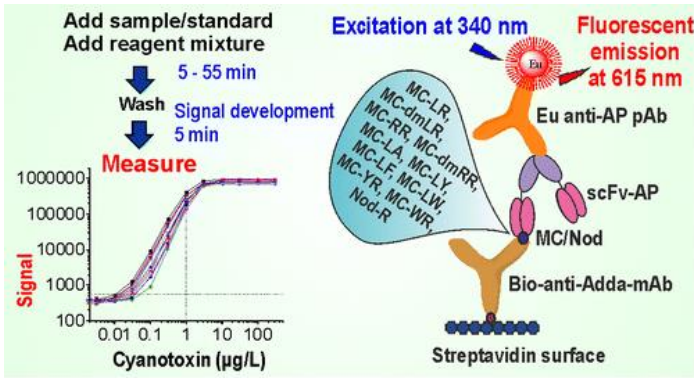 Add sample/standard
Add reagent mixture
5 - 55 min
Wash
Signal development
5 min
Measure
1000000
100000
10000
1000
100
Signal
0.01 0.1 1 10 100
Cyanotoxin (µg/L)
Excitation at 340 nm
Fluorescent
emission
at 615 nm
Eu
Eu anti-AP pAb
MC-LR,
MC-dmLR,
MC-RR, MC-dmRR,
MC-LA, MC-LY,
MC-LF, MC-LW,
MC-YR, MC-WR,
Nod-R
scFv-AP
MC/Nod
Bio-anti-Adda-mAb
Streptavidin surface